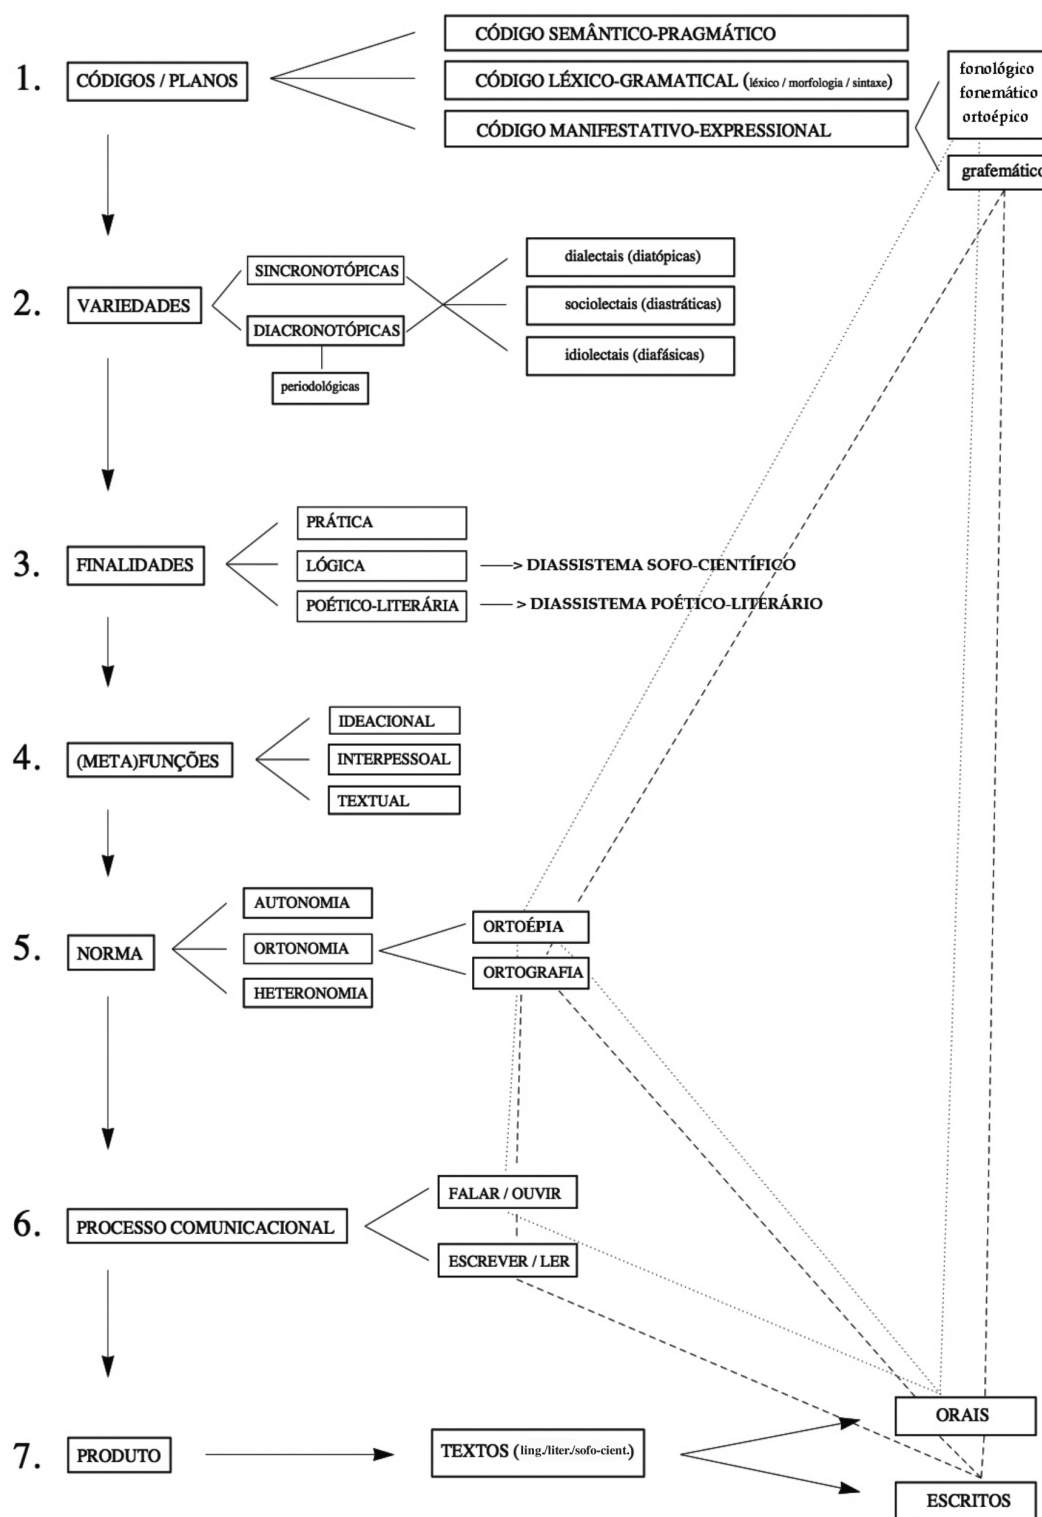 CÓDIGO SEMÂNTICO-PRAGMÁTICO
1. CÓDIGOS / PLANOS
CÓDIGO LÉXICO-GRAMATICAL (léxico / morfologia / sintaxe)
CÓDIGO MANIFESTATIVO-EXPRESSIONAL
fonológico
fonemático
ortoépico
grafemático
2. VARIEDADES
SINCRONOTÓPICAS
DIACRONOTÓPICAS
periodológicas
dialectais (diatópicas)
sociolectais (diastráticas)
idiolectais (diafásicas)
3. FINALIDADES
PRÁTICA
LÓGICA —> DIASSISTEMA SOFO-CIENTÍFICO
POÉTICO-LITERÁRIA —> DIASSISTEMA POÉTICO-LITERÁRIO
4. (META)FUNÇÕES
IDEACIONAL
INTERPESSOAL
TEXTUAL
5. NORMA
AUTONOMIA
ORTONOMIA
HETERONOMIA
ORTOÉPIA
ORTOGRAFIA
6. PROCESSO COMUNICACIONAL
FALAR / OUVIR
ESCREVER / LER
7. PRODUTO
TEXTOS (ling./liter./sofo-cient.)
ORAIS
ESCRITOS